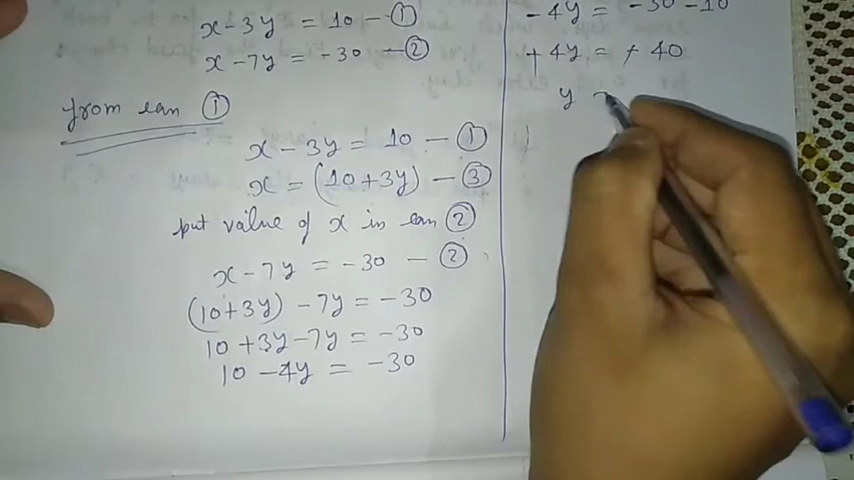 x - 3y = 10 - ①
x - 7y = -30 - ②
from eqn ①
x - 3y = 10 - ①
x = (10 + 3y) - ③
put value of x in eqn ②
x - 7y = -30 - ②
(10 + 3y) - 7y = -30
10 + 3y - 7y = -30
10 - 4y = -30
-4y = -30 - 10
+4y = +40
y